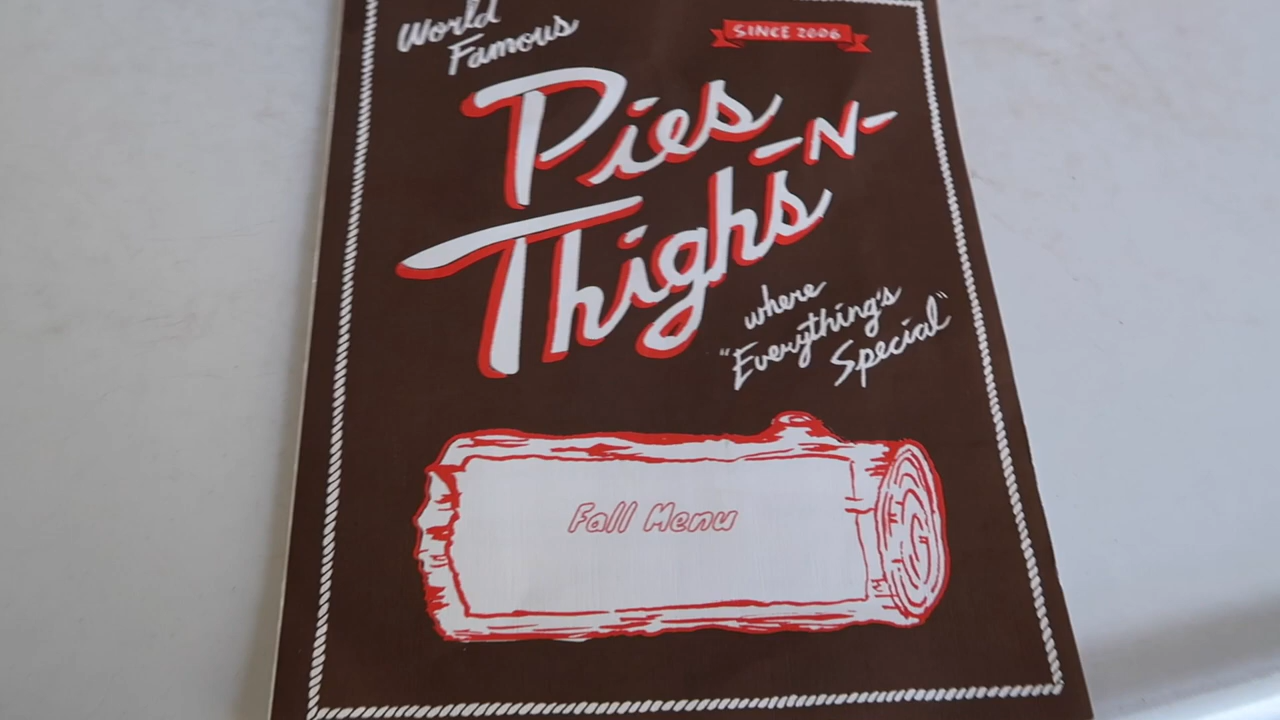 World
Famous
SINCE 2006
Pies
-N-
Thighs
where
"Everything's
Special"
Fall Menu